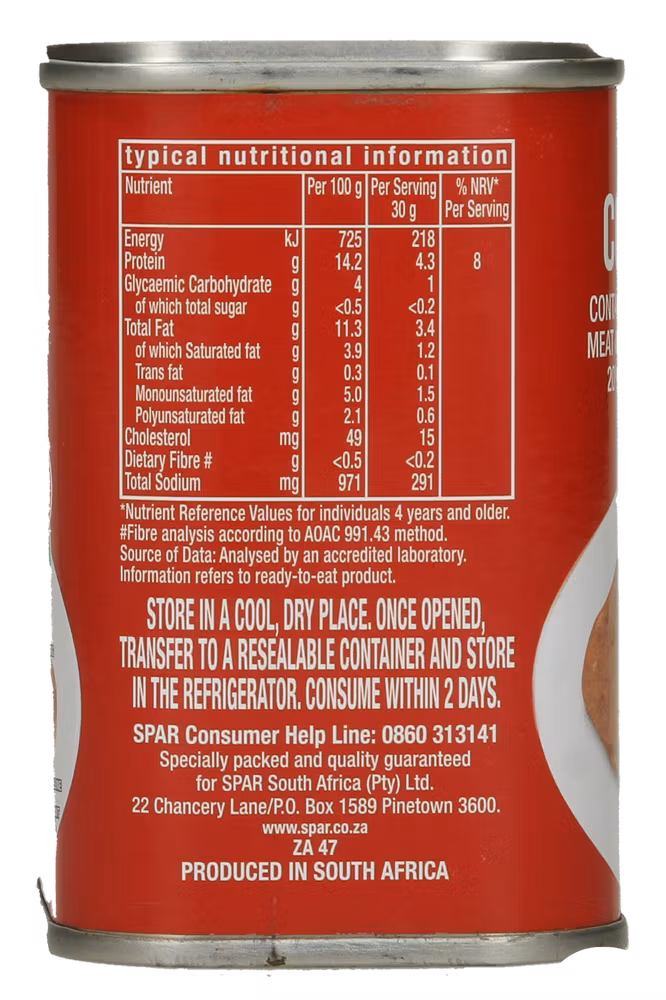 typical nutritional information
Nutrient Per 100 g Per Serving 30 g % NRV* Per Serving
Energy kJ 725 218
Protein g 14.2 4.3 8
Glycaemic Carbohydrate g 4 1
of which total sugar g <0.5 <0.2
Total Fat g 11.3 3.4
of which Saturated fat g 3.9 1.2
Trans fat g 0.3 0.1
Monounsaturated fat g 5.0 1.5
Polyunsaturated fat g 2.1 0.6
Cholesterol mg 49 15
Dietary Fibre # g <0.5 <0.2
Total Sodium mg 971 291
*Nutrient Reference Values for individuals 4 years and older.
#Fibre analysis according to AOAC 991.43 method.
Source of Data: Analysed by an accredited laboratory.
Information refers to ready-to-eat product.
STORE IN A COOL, DRY PLACE. ONCE OPENED,
TRANSFER TO A RESEALABLE CONTAINER AND STORE
IN THE REFRIGERATOR. CONSUME WITHIN 2 DAYS.
SPAR Consumer Help Line: 0860 313141
Specially packed and quality guaranteed
for SPAR South Africa (Pty) Ltd.
22 Chancery Lane/P.O. Box 1589 Pinetown 3600.
www.spar.co.za
ZA 47
PRODUCED IN SOUTH AFRICA
MEAT